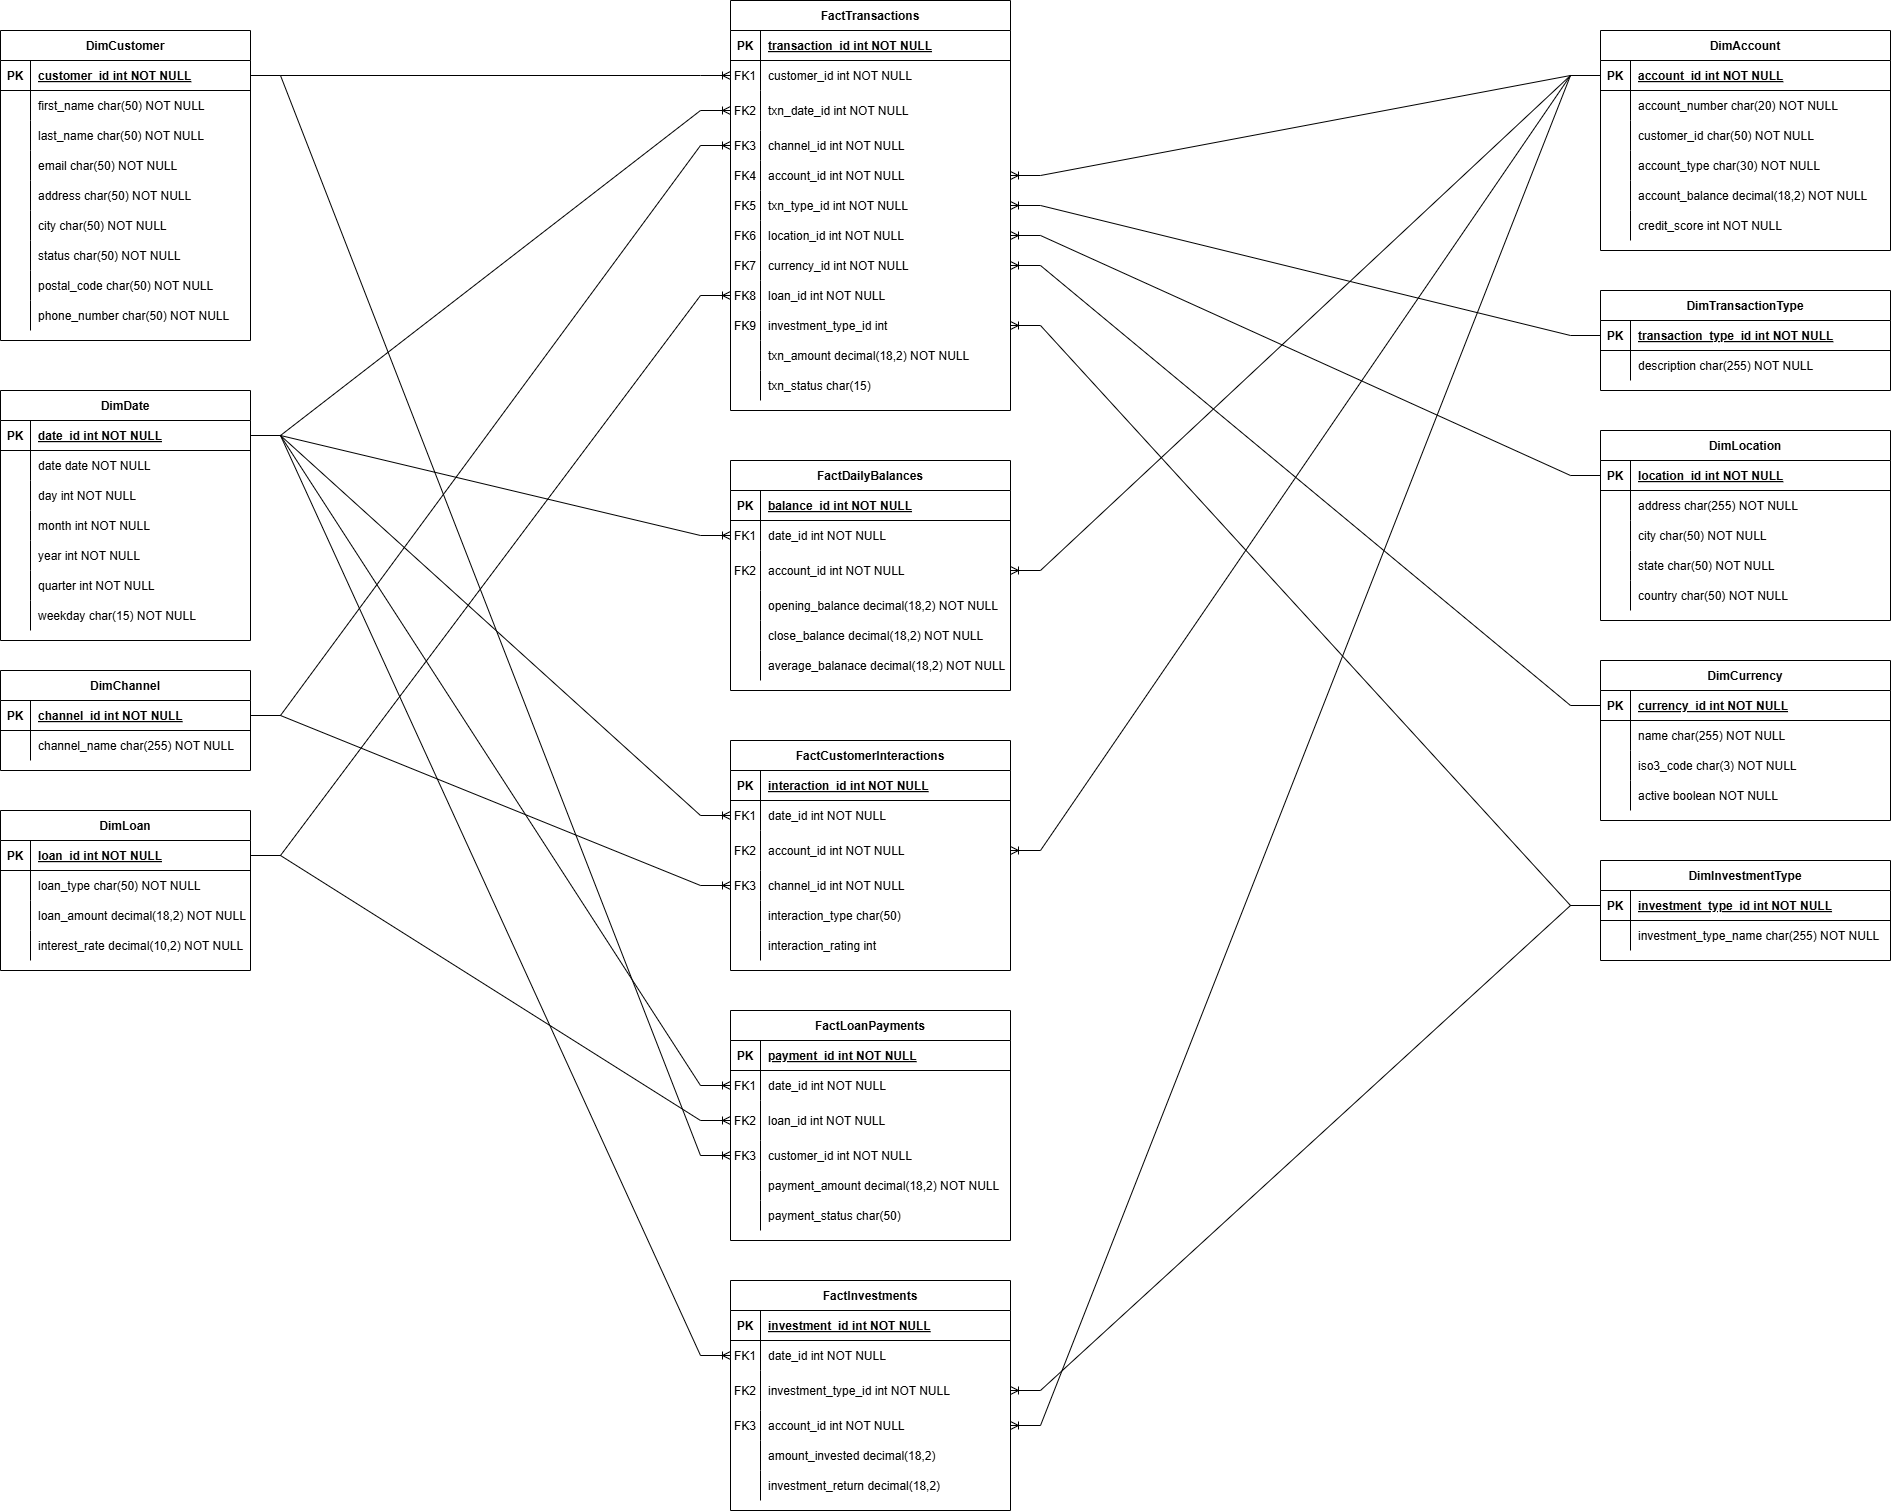 DimCustomer
PK customer_id int NOT NULL
first_name char(50) NOT NULL
last_name char(50) NOT NULL
email char(50) NOT NULL
address char(50) NOT NULL
city char(50) NOT NULL
status char(50) NOT NULL
postal_code char(50) NOT NULL
phone_number char(50) NOT NULL
DimDate
PK date_id int NOT NULL
date date NOT NULL
day int NOT NULL
month int NOT NULL
year int NOT NULL
quarter int NOT NULL
weekday char(15) NOT NULL
DimChannel
PK channel_id int NOT NULL
channel_name char(255) NOT NULL
DimLoan
PK loan_id int NOT NULL
loan_type char(50) NOT NULL
loan_amount decimal(18,2) NOT NULL
interest_rate decimal(10,2) NOT NULL
FactTransactions
PK transaction_id int NOT NULL
FK1 customer_id int NOT NULL
FK2 txn_date_id int NOT NULL
FK3 channel_id int NOT NULL
FK4 account_id int NOT NULL
FK5 txn_type_id int NOT NULL
FK6 location_id int NOT NULL
FK7 currency_id int NOT NULL
FK8 loan_id int NOT NULL
FK9 investment_type_id int
txn_amount decimal(18,2) NOT NULL
txn_status char(15)
FactDailyBalances
PK balance_id int NOT NULL
FK1 date_id int NOT NULL
FK2 account_id int NOT NULL
opening_balance decimal(18,2) NOT NULL
close_balance decimal(18,2) NOT NULL
average_balanace decimal(18,2) NOT NULL
FactCustomerInteractions
PK interaction_id int NOT NULL
FK1 date_id int NOT NULL
FK2 account_id int NOT NULL
FK3 channel_id int NOT NULL
interaction_type char(50)
interaction_rating int
FactLoanPayments
PK payment_id int NOT NULL
FK1 date_id int NOT NULL
FK2 loan_id int NOT NULL
FK3 customer_id int NOT NULL
payment_amount decimal(18,2) NOT NULL
payment_status char(50)
FactInvestments
PK investment_id int NOT NULL
FK1 date_id int NOT NULL
FK2 investment_type_id int NOT NULL
FK3 account_id int NOT NULL
amount_invested decimal(18,2)
investment_return decimal(18,2)
DimAccount
PK account_id int NOT NULL
account_number char(20) NOT NULL
customer_id char(50) NOT NULL
account_type char(30) NOT NULL
account_balance decimal(18,2) NOT NULL
credit_score int NOT NULL
DimTransactionType
PK transaction_type_id int NOT NULL
description char(255) NOT NULL
DimLocation
PK location_id int NOT NULL
address char(255) NOT NULL
city char(50) NOT NULL
state char(50) NOT NULL
country char(50) NOT NULL
DimCurrency
PK currency_id int NOT NULL
name char(255) NOT NULL
iso3_code char(3) NOT NULL
active boolean NOT NULL
DimInvestmentType
PK investment_type_id int NOT NULL
investment_type_name char(255) NOT NULL